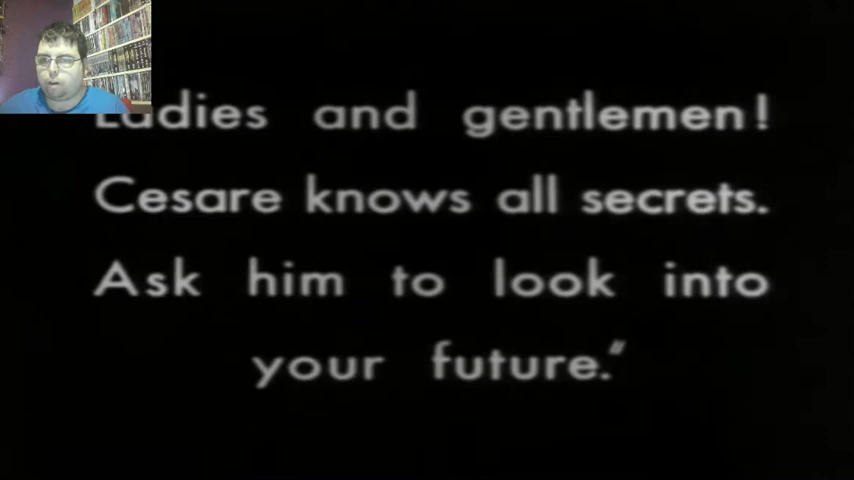 Ladies and gentlemen!
Cesare knows all secrets.
Ask him to look into
your future."